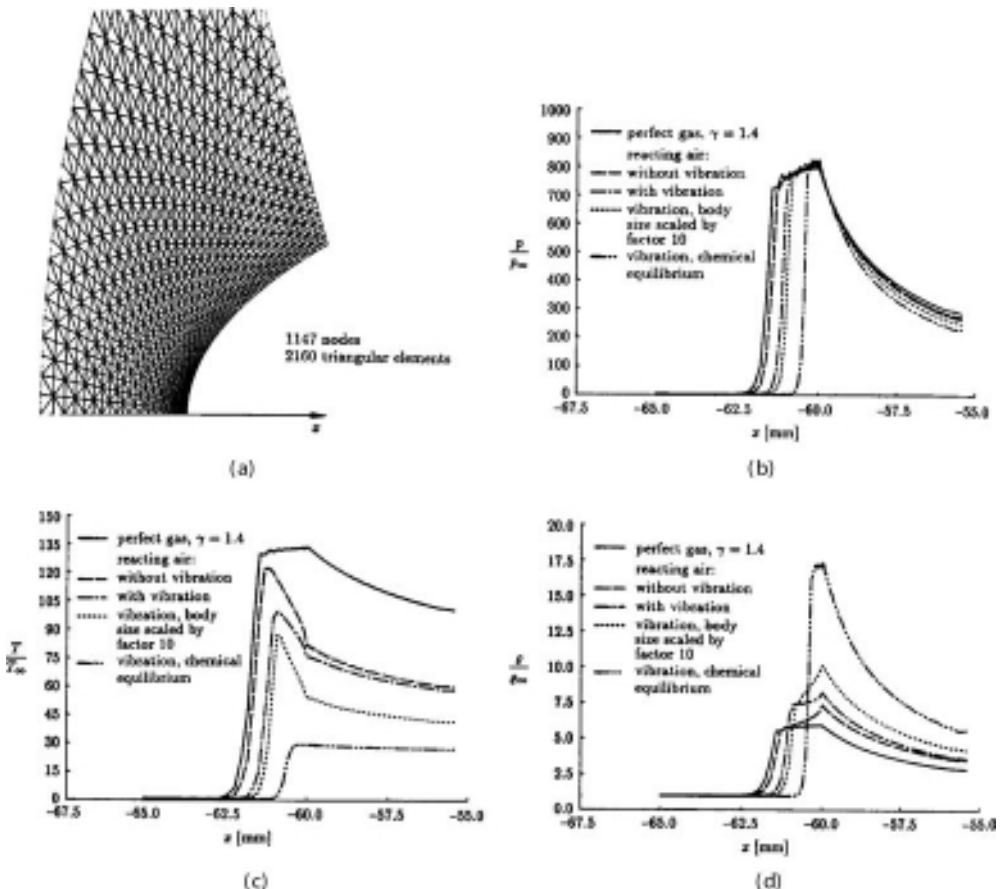 1147 nodes
2160 triangular elements
x
(a)
1000
900
800
700
600
500
400
300
200
100
0
p
p∞
perfect gas, γ = 1.4
reacting air:
without vibration
with vibration
vibration, body
size scaled by
factor 10
vibration, chemical
equilibrium
−67.5
−65.0
−62.5
−60.0
−57.5
−55.0
x [mm]
(b)
150
135
120
105
90
75
60
45
30
15
0
T
T∞
perfect gas, γ = 1.4
reacting air:
without vibration
with vibration
vibration, body
size scaled by
factor 10
vibration, chemical
equilibrium
−67.5
−65.0
−62.5
−60.0
−57.5
−55.0
x [mm]
(c)
20.0
17.5
15.0
12.5
10.0
7.5
5.0
2.5
0.0
ρ
ρ∞
perfect gas, γ = 1.4
reacting air:
without vibration
with vibration
vibration, body
size scaled by
factor 10
vibration, chemical
equilibrium
−67.5
−65.0
−62.5
−60.0
−57.5
−55.0
x [mm]
(d)